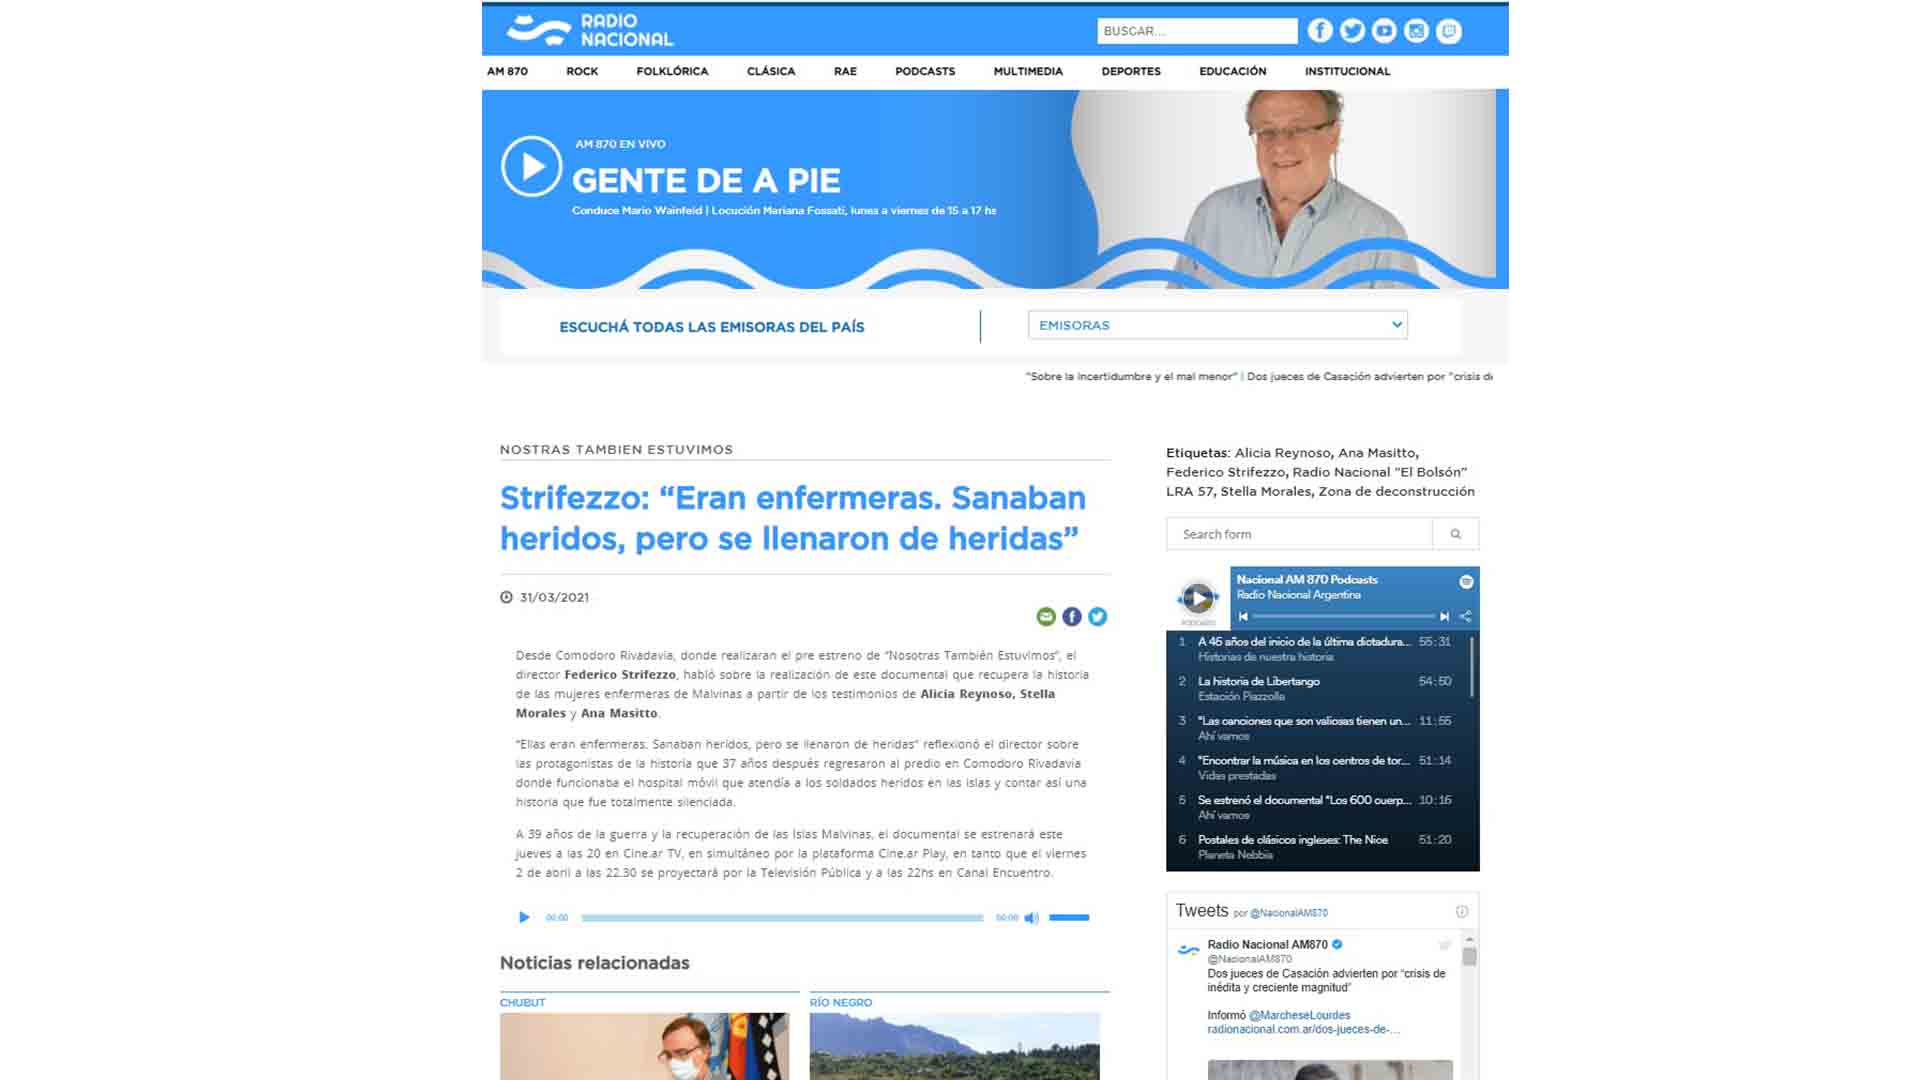 RADIO
NACIONAL
BUSCAR...
AM 870 ROCK FOLKLÓRICA CLÁSICA RAE PODCASTS MULTIMEDIA DEPORTES EDUCACIÓN INSTITUCIONAL
AM 870 EN VIVO
GENTE DE A PIE
Conduce Mario Wainfeld | Locución Mariana Fossati, lunes a viernes de 15 a 17 hs
ESCUCHÁ TODAS LAS EMISORAS DEL PAÍS
EMISORAS
"Sobre la incertidumbre y el mal menor" | Dos jueces de Casación advierten por "crisis de
NOSTRAS TAMBIEN ESTUVIMOS
Strifezzo: “Eran enfermeras. Sanaban
heridos, pero se llenaron de heridas”
31/03/2021
Desde Comodoro Rivadavia, donde realizaran el pre estreno de “Nosotras También Estuvimos”, el
director Federico Strifezzo, habló sobre la realización de este documental que recupera la historia
de las mujeres enfermeras de Malvinas a partir de los testimonios de Alicia Reynoso, Stella
Morales y Ana Masitto.
“Ellas eran enfermeras. Sanaban heridos, pero se llenaron de heridas” reflexionó el director sobre
las protagonistas de la historia que 37 años después regresaron al predio en Comodoro Rivadavia
donde funcionaba el hospital móvil que atendía a los soldados heridos en las Islas y contar así una
historia que fue totalmente silenciada.
A 39 años de la guerra y la recuperación de las Islas Malvinas, el documental se estrenará este
jueves a las 20 en Cine.ar TV, en simultáneo por la plataforma Cine.ar Play, en tanto que el viernes
2 de abril a las 22.30 se proyectará por la Televisión Pública y a las 22hs en Canal Encuentro.
00:00 00:00
Noticias relacionadas
CHUBUT
RÍO NEGRO
Etiquetas: Alicia Reynoso, Ana Masitto,
Federico Strifezzo, Radio Nacional "El Bolsón"
LRA 57, Stella Morales, Zona de deconstrucción
Search form
PODCASTS
Nacional AM 870 Podcasts
Radio Nacional Argentina
1 A 45 años del inicio de la última dictadura... 55:31
Historias de nuestra historia
2 La historia de Libertango 54:50
Estación Piazzolla
3 "Las canciones que son valiosas tienen un... 11:55
Ahí vamos
4 "Encontrar la música en los centros de tor... 51:14
Vidas prestadas
5 Se estrenó el documental "Los 600 cuerp... 10:16
Ahí vamos
6 Postales de clásicos ingleses: The Nice 51:20
Planeta Nebbia
Tweets por @NacionalAM870
Radio Nacional AM870
@NacionalAM870
Dos jueces de Casación advierten por “crisis de
inédita y creciente magnitud”
Informó @MarcheseLourdes
radionacional.com.ar/dos-jueces-de-...